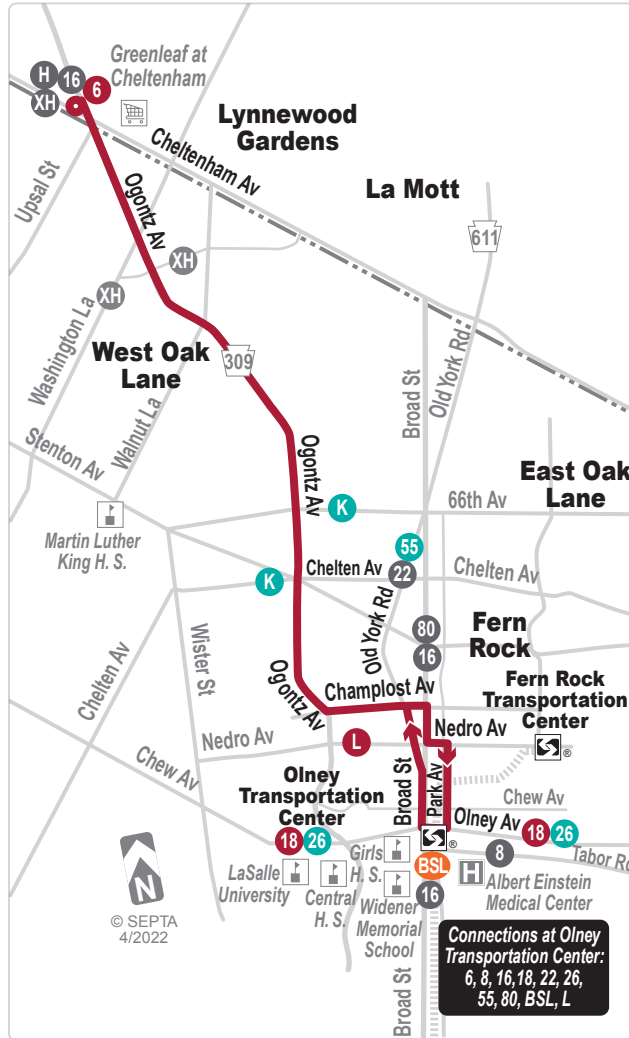 Greenleaf at
Cheltenham
H
16
6
XH
Lynnewood
Gardens
Cheltenham Av
Upsal St
Ogontz Av
La Mott
611
XH
XH
Washington La
West Oak
Lane
309
Walnut La
Broad St
Old York Rd
Stenton Av
Ogontz Av
East Oak
Lane
66th Av
K
Martin Luther
King H. S.
55
Chelten Av
22
Chelten Av
K
Old York Rd
80
16
Fern
Rock
Wister St
Chelten Av
Ogontz Av
Champlost Av
Fern Rock
Transportation
Center
®
Nedro Av
Nedro Av
L
Chew Av
Broad St
Park Av
Chew Av
Olney
Transportation
Center
Olney Av
18
26
®
18
26
Tabor Rd
Girls
H. S.
BSL
8
H
LaSalle
University
Central
H. S.
16
Widener
Memorial
School
Albert Einstein
Medical Center
N
© SEPTA
4/2022
Broad St
Connections at Olney
Transportation Center:
6, 8, 16,18, 22, 26,
55, 80, BSL, L